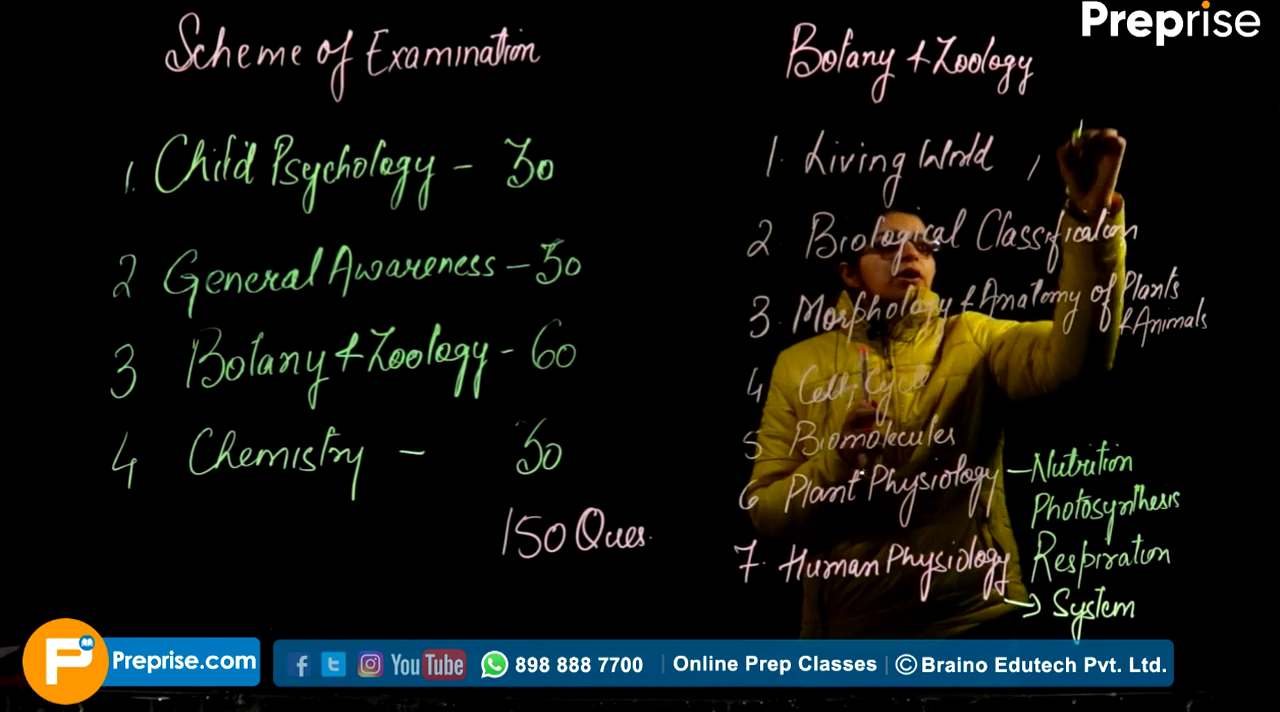 Preprise
Scheme of Examination
1. Child Psychology - 30
2 General Awareness - 30
3 Botany & Zoology - 60
4 Chemistry - 30
150 Ques.
Botany & Zoology
1. Living World ,
2 Biological Classification
3. Morphology & Anatomy of Plants
& Animals
4 Cell, Cycle
5 Biomolecules
6 Plant Physiology - Nutrition
Photosynthesis
Respiration
7. Human Physiology
→ System
Preprise.com
You Tube
898 888 7700
Online Prep Classes
© Braino Edutech Pvt. Ltd.